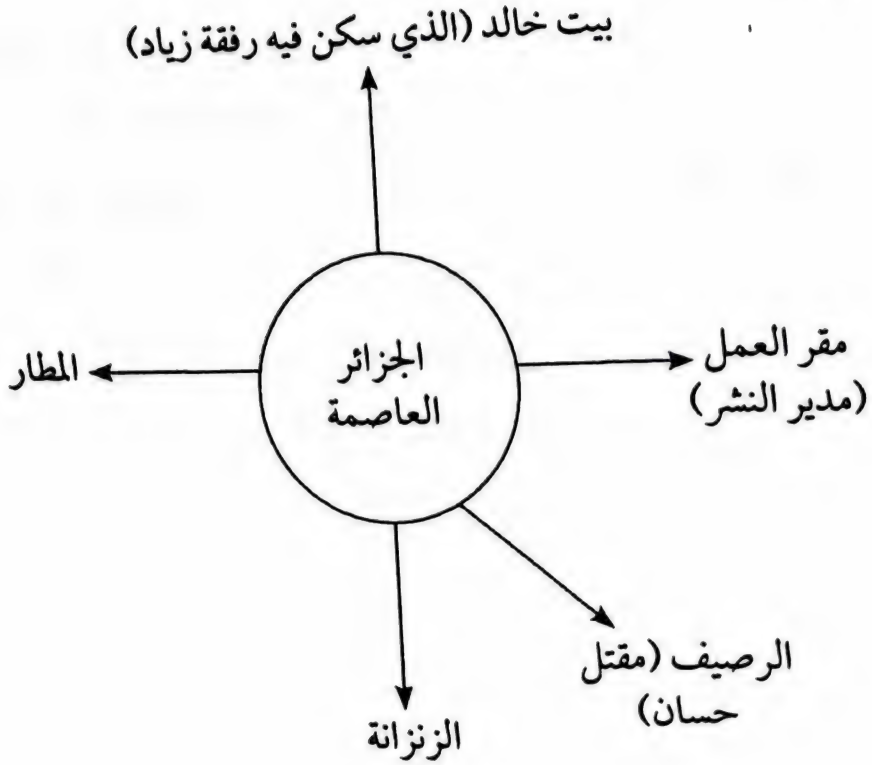 بيت خالد (الذي سكن فيه رفقة زياد)
الجزائر
العاصمة
مقر العمل
(مدير النشر)
المطار
الرصيف (مقتل
حسان)
الزنزانة